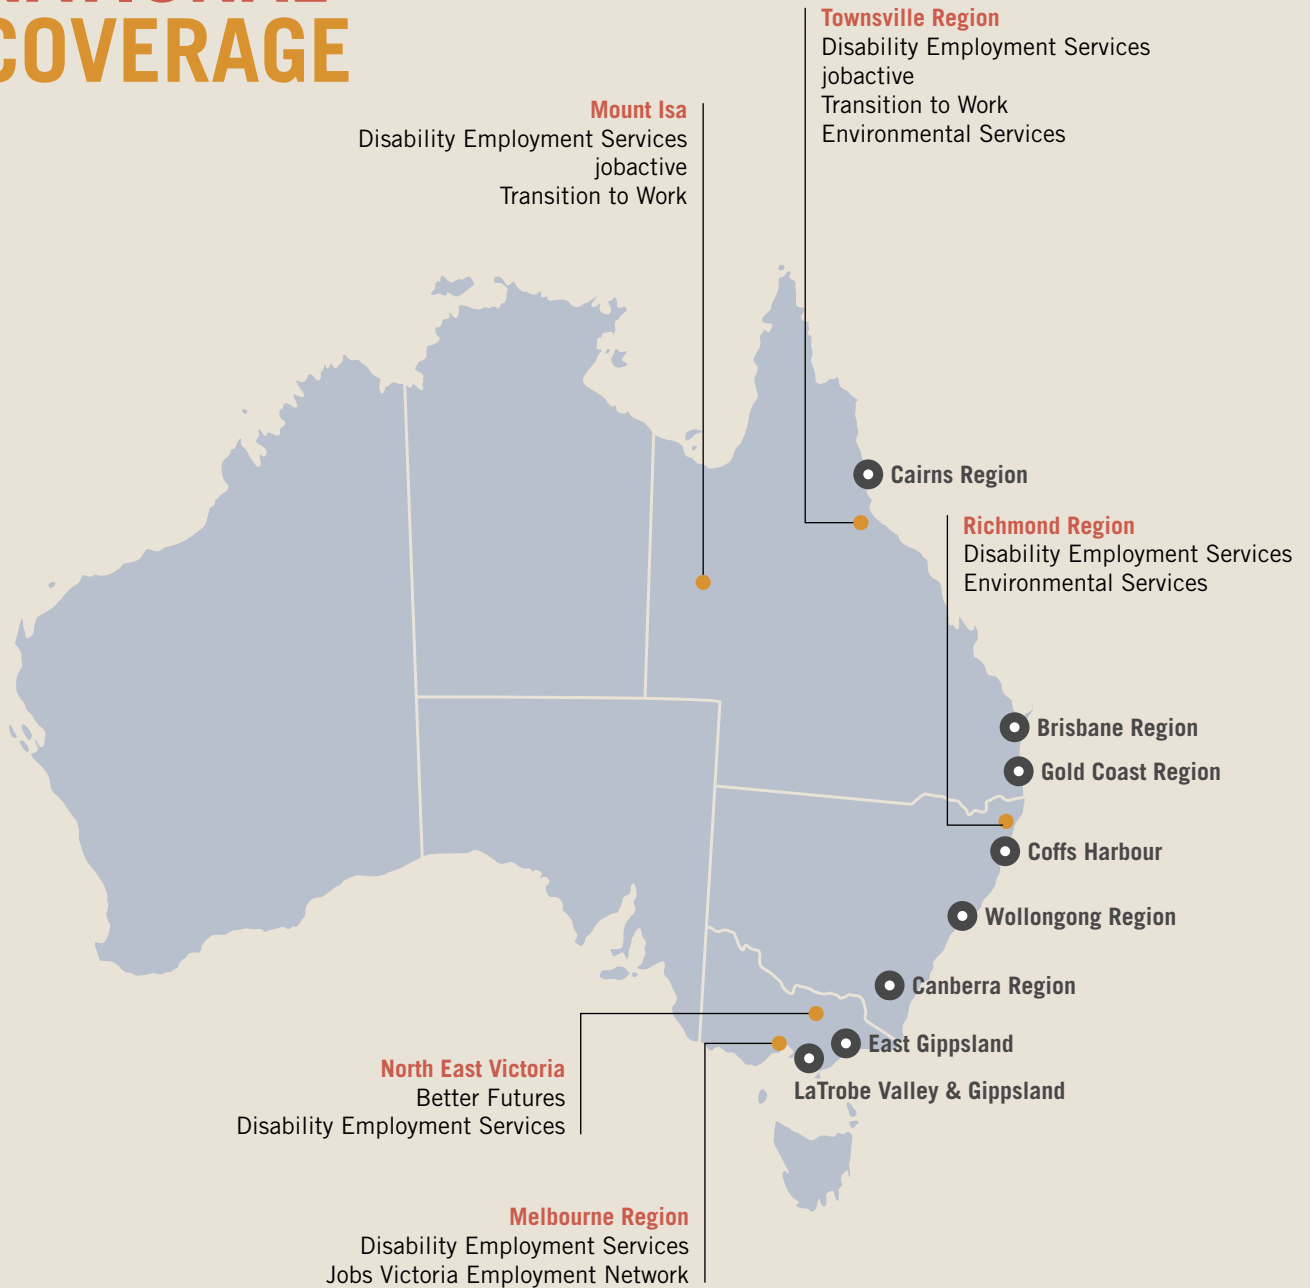 COVERAGE
Townsville Region
Disability Employment Services
jobactive
Transition to Work
Environmental Services
Mount Isa
Disability Employment Services
jobactive
Transition to Work
Cairns Region
Richmond Region
Disability Employment Services
Environmental Services
Brisbane Region
Gold Coast Region
Coffs Harbour
Wollongong Region
Canberra Region
East Gippsland
LaTrobe Valley & Gippsland
North East Victoria
Better Futures
Disability Employment Services
Melbourne Region
Disability Employment Services
Jobs Victoria Employment Network